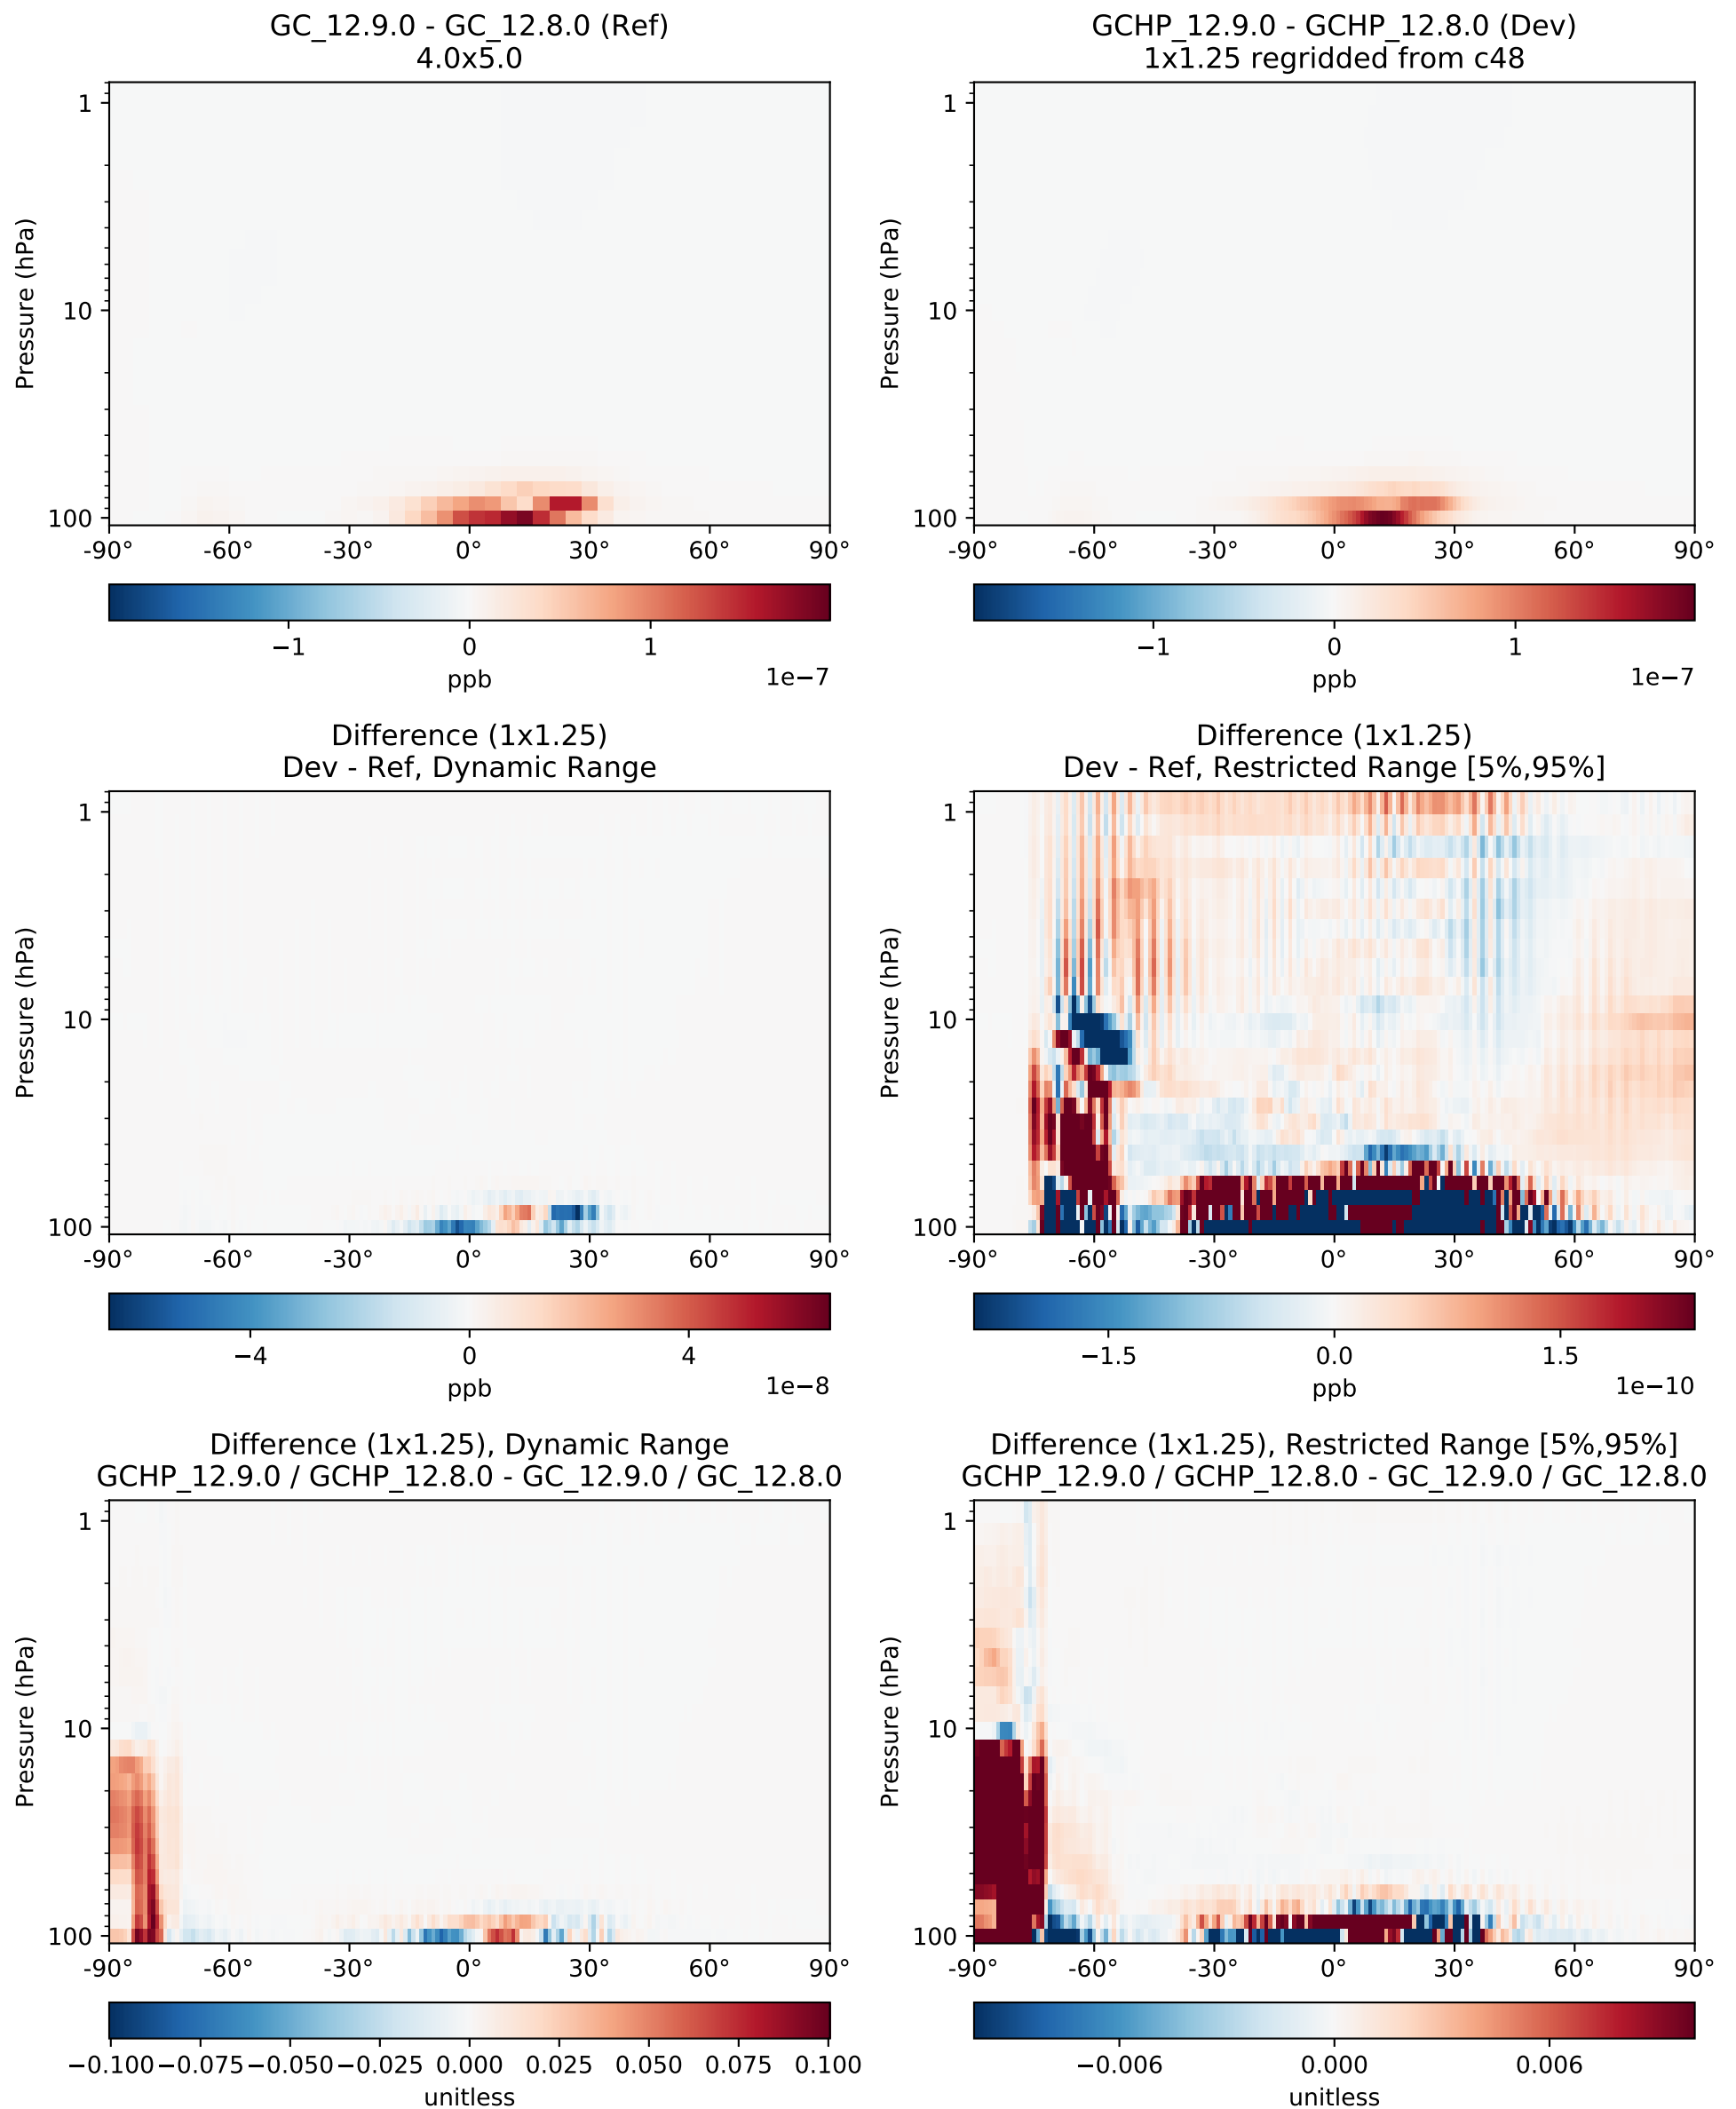 GC_12.9.0 - GC_12.8.0 (Ref)
4.0x5.0
Pressure (hPa)
1
10
100
-90° -60° -30° 0° 30° 60° 90°
−1 0 1
1e−7
ppb
GCHP_12.9.0 - GCHP_12.8.0 (Dev)
1x1.25 regridded from c48
Pressure (hPa)
1
10
100
-90° -60° -30° 0° 30° 60° 90°
−1 0 1
1e−7
ppb
Difference (1x1.25)
Dev - Ref, Dynamic Range
Pressure (hPa)
1
10
100
-90° -60° -30° 0° 30° 60° 90°
−4 0 4
1e−8
ppb
Difference (1x1.25)
Dev - Ref, Restricted Range [5%,95%]
Pressure (hPa)
1
10
100
-90° -60° -30° 0° 30° 60° 90°
−1.5 0.0 1.5
1e−10
ppb
Difference (1x1.25), Dynamic Range
GCHP_12.9.0 / GCHP_12.8.0 - GC_12.9.0 / GC_12.8.0
Pressure (hPa)
1
10
100
-90° -60° -30° 0° 30° 60° 90°
−0.100 −0.075 −0.050 −0.025 0.000 0.025 0.050 0.075 0.100
unitless
Difference (1x1.25), Restricted Range [5%,95%]
GCHP_12.9.0 / GCHP_12.8.0 - GC_12.9.0 / GC_12.8.0
Pressure (hPa)
1
10
100
-90° -60° -30° 0° 30° 60° 90°
−0.006 0.000 0.006
unitless